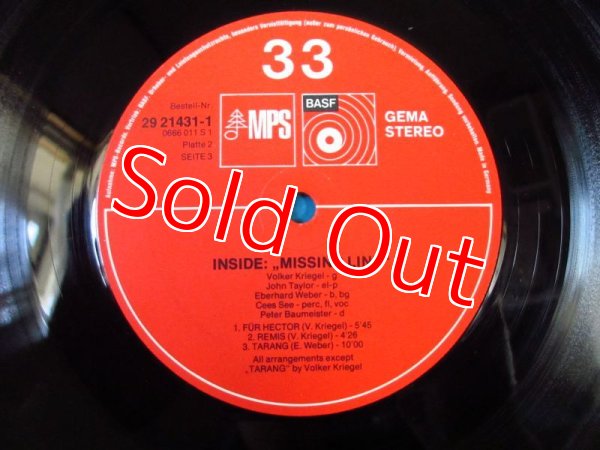 33
Bestell-Nr.
29 21431-1
0666 011 S 1
Platte 2
SEITE 3
MPS
BASF
GEMA
STEREO
Sold Out
INSIDE: „MISSING LIN
Volker Kriegel - g
John Taylor - el-p
Eberhard Weber - b, bg
Cees See - perc, fl, voc
Peter Baumeister - d
1. FÜR HECTOR (V. Kriegel) - 5'45
2. REMIS (V. Kriegel) - 4'26
3. TARANG (E. Weber) - 10'00
All arrangements except
„TARANG" by Volker Kriegel